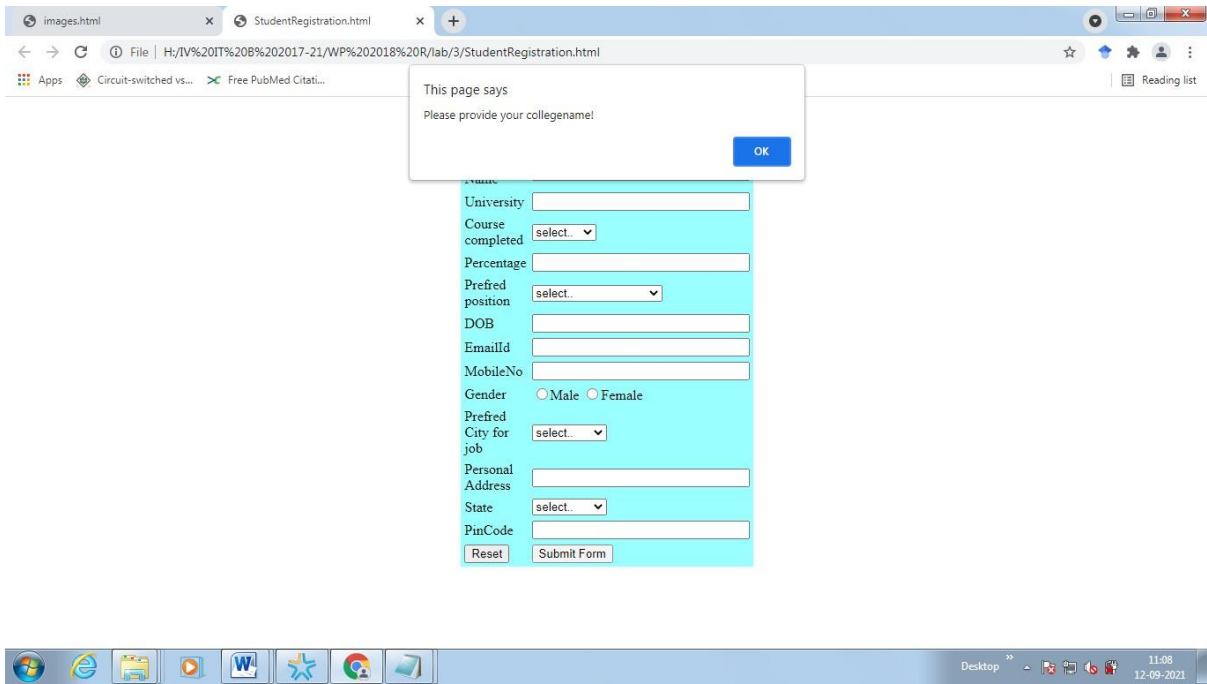 images.html
StudentRegistration.html
File | H:/IV%20IT%20B%202017-21/WP%202018%20R/lab/3/StudentRegistration.html
Apps Circuit-switched vs... Free PubMed Citati... Reading list
This page says
Please provide your collegename!
OK
Name
University
Course
completed select..
Percentage
Prefred
position select..
DOB
EmailId
MobileNo
Gender Male Female
Prefred
City for select..
job
Personal
Address
State select..
PinCode
Reset Submit Form
Desktop 11:08
12-09-2021